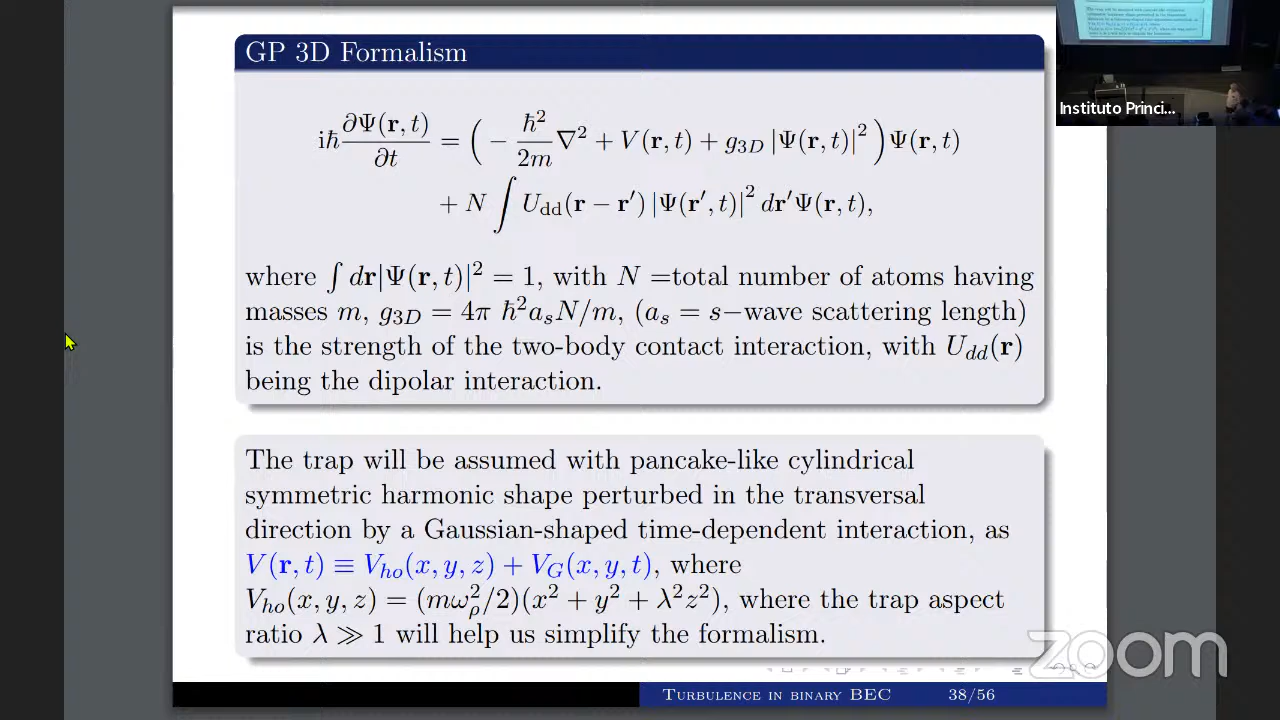 GP 3D Formalism
iħ ∂Ψ(r, t)/∂t = ( − ħ²/2m ∇² + V(r, t) + g₃D |Ψ(r, t)|² ) Ψ(r, t)
+ N ∫ Udd(r − r′) |Ψ(r′, t)|² dr′Ψ(r, t),
where ∫ dr|Ψ(r, t)|² = 1, with N =total number of atoms having
masses m, g₃D = 4π ħ²aₛN/m, (aₛ = s−wave scattering length)
is the strength of the two-body contact interaction, with Udd(r)
being the dipolar interaction.
The trap will be assumed with pancake-like cylindrical
symmetric harmonic shape perturbed in the transversal
direction by a Gaussian-shaped time-dependent interaction, as
V(r, t) ≡ Vho(x, y, z) + VG(x, y, t), where
Vho(x, y, z) = (mωρ²/2)(x² + y² + λ²z²), where the trap aspect
ratio λ ≫ 1 will help us simplify the formalism.
Turbulence in binary BEC 38/56
Instituto Princi...
zoom